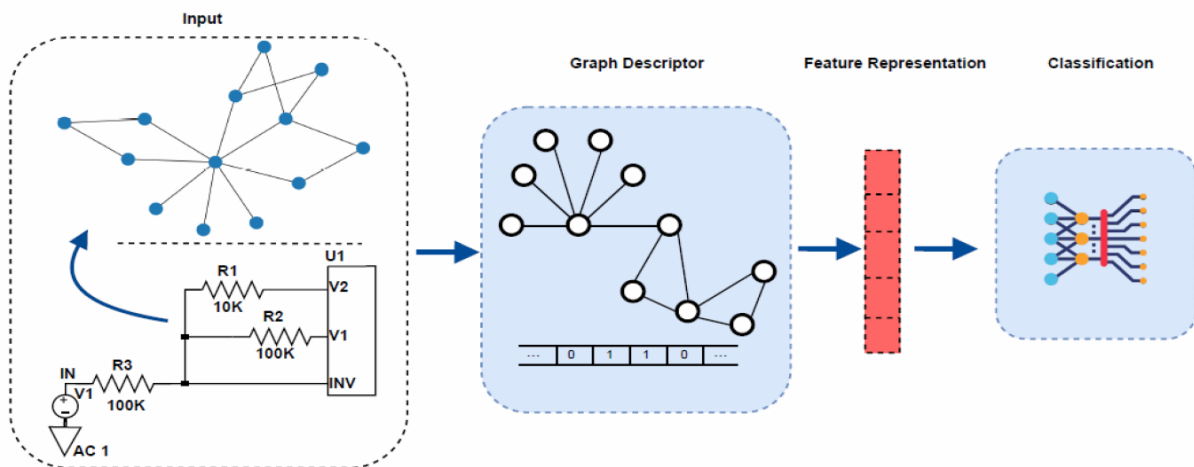 Input
Graph Descriptor
Feature Representation
Classification
U1
R1
10K
V2
R2
100K
V1
R3
100K
IN
V1
INV
AC 1
... 0 1 1 0 ...